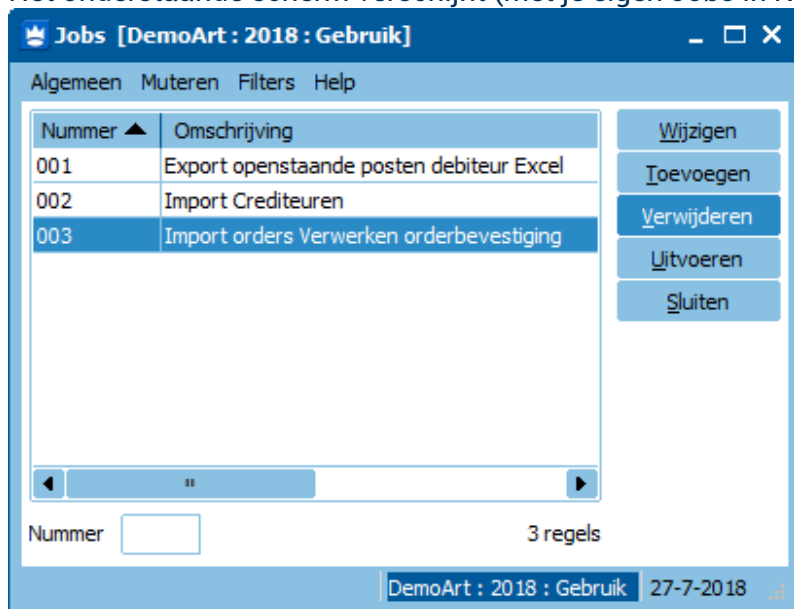 Jobs [DemoArt : 2018 : Gebruik]
Algemeen Muteren Filters Help
Nummer Omschrijving
001 Export openstaande posten debiteur Excel
002 Import Crediteuren
003 Import orders Verwerken orderbevestiging
Wijzigen
Toevoegen
Verwijderen
Uitvoeren
Sluiten
Nummer 3 regels
DemoArt : 2018 : Gebruik 27-7-2018